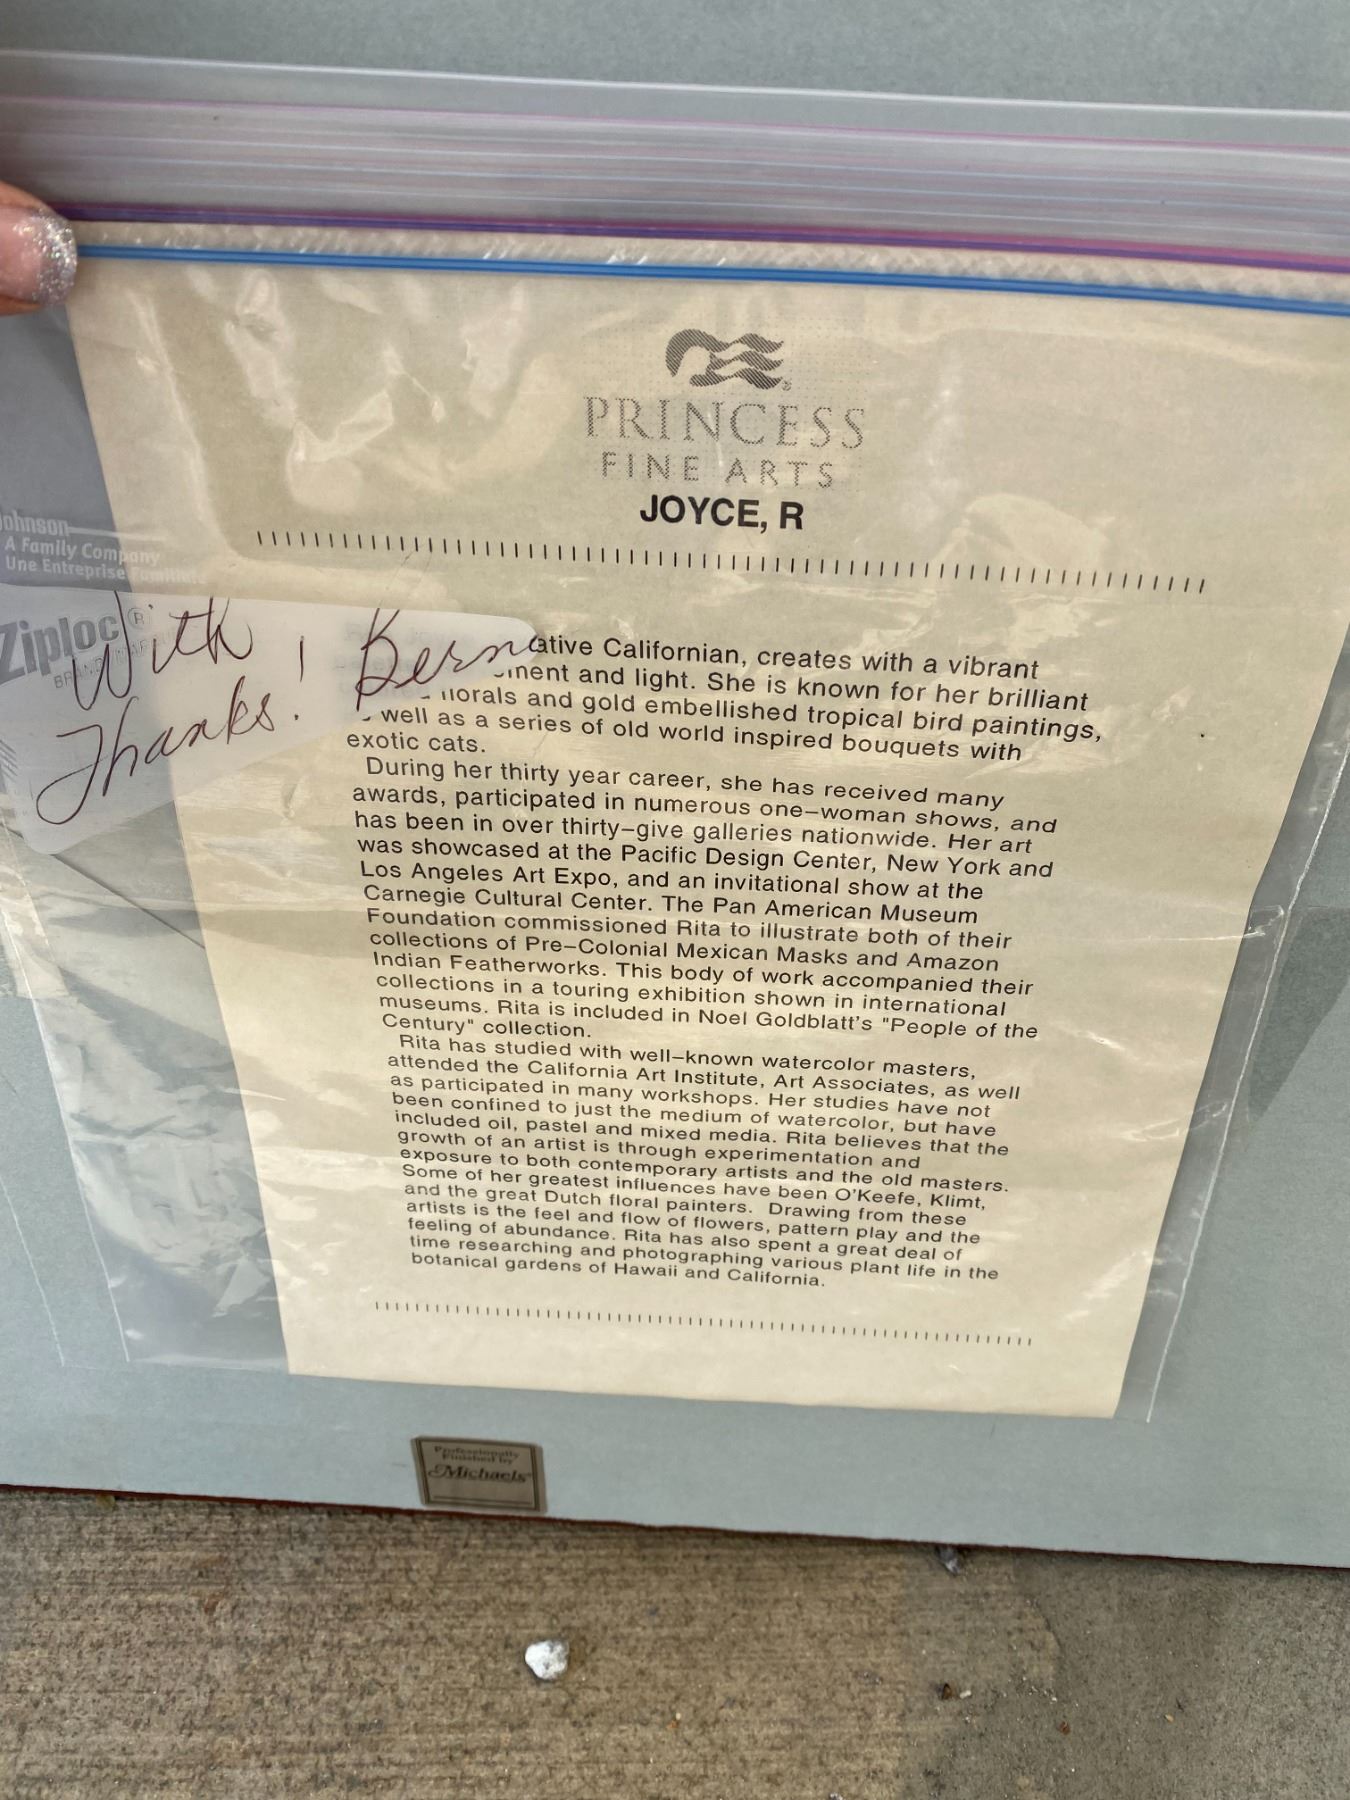 PRINCESS
FINE ARTS
JOYCE, R
Johnson
A Family Company
Une Entreprise Familiale
Ziploc®
BRAND
With
Thanks!
ative Californian, creates with a vibrant
ment and light. She is known for her brilliant
lorals and gold embellished tropical bird paintings,
well as a series of old world inspired bouquets with
exotic cats.
During her thirty year career, she has received many
awards, participated in numerous one-woman shows, and
has been in over thirty-give galleries nationwide. Her art
was showcased at the Pacific Design Center, New York and
Los Angeles Art Expo, and an invitational show at the
Carnegie Cultural Center. The Pan American Museum
Foundation commissioned Rita to illustrate both of their
collections of Pre-Colonial Mexican Masks and Amazon
Indian Featherworks. This body of work accompanied their
collections in a touring exhibition shown in international
museums. Rita is included in Noel Goldblatt's "People of the
Century" collection.
Rita has studied with well-known watercolor masters,
attended the California Art Institute, Art Associates, as well
as participated in many workshops. Her studies have not
been confined to just the medium of watercolor, but have
included oil, pastel and mixed media. Rita believes that the
growth of an artist is through experimentation and
exposure to both contemporary artists and the old masters.
Some of her greatest influences have been O'Keefe, Klimt,
and the great Dutch floral painters. Drawing from these
artists is the feel and flow of flowers, pattern play and the
feeling of abundance. Rita has also spent a great deal of
time researching and photographing various plant life in the
botanical gardens of Hawaii and California.
Professionally
Finished by
Michaels